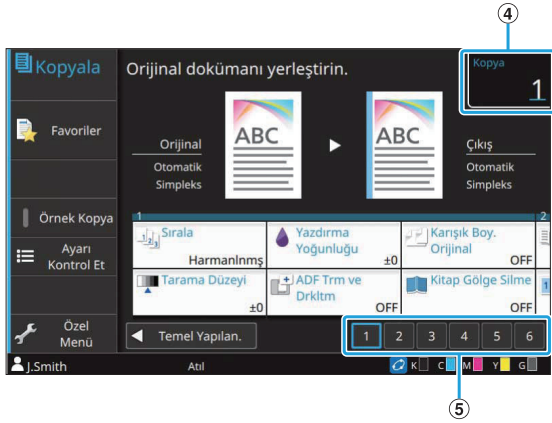 4
Kopyala
Orijinal dokümanı yerleştirin.
Kopya
1
Favoriler
Orijinal
Otomatik
Simpleks
ABC
ABC
Çıkış
Otomatik
Simpleks
Örnek Kopya
Ayarı
Kontrol Et
Özel
Menü
1
2
Sırala
Harmanlnmş
Yazdırma
Yoğunluğu
±0
Karışık Boy.
Orijinal
OFF
Tarama Düzeyi
±0
ADF Trm ve
Drkltm
OFF
Kitap Gölge Silme
OFF
Temel Yapılan.
1 2 3 4 5 6
J.Smith
Atıl
K C M Y G
5